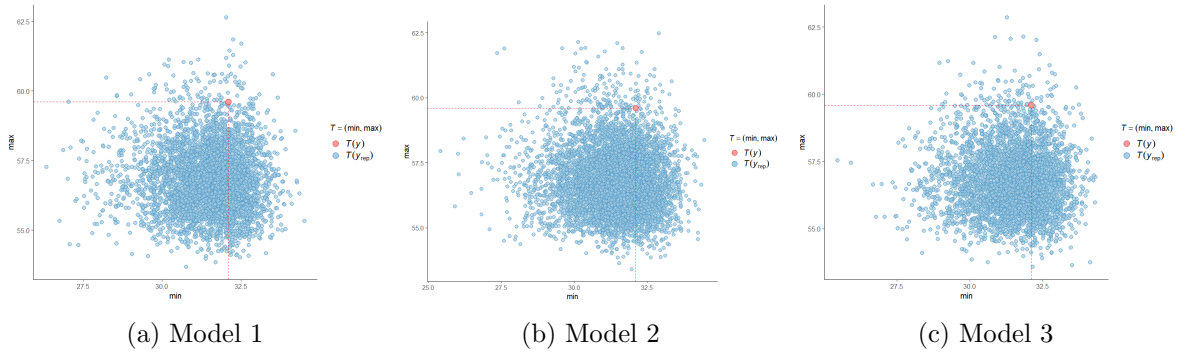 62.5
60.0
57.5
55.0
max
27.5 30.0 32.5
min
T = (min, max)
T(y)
T(yrep)
(a) Model 1
62.5
60.0
57.5
55.0
max
25.0 27.5 30.0 32.5
min
T = (min, max)
T(y)
T(yrep)
(b) Model 2
62.5
60.0
57.5
55.0
max
27.5 30.0 32.5
min
T = (min, max)
T(y)
T(yrep)
(c) Model 3